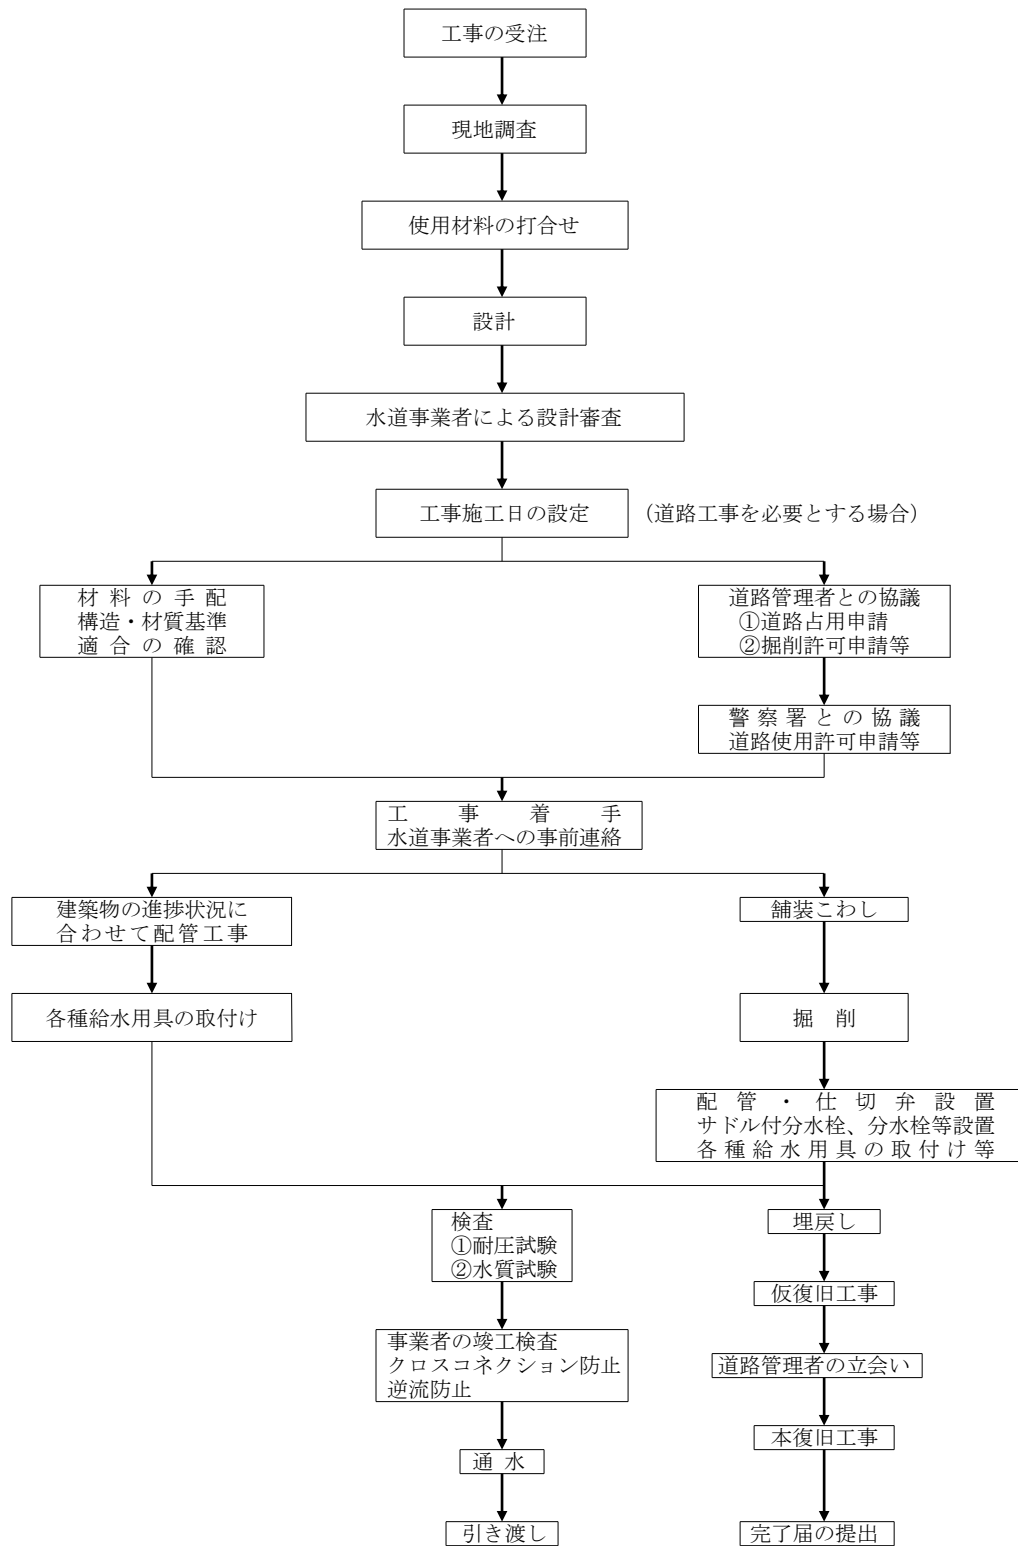 工事の受注
現地調査
使用材料の打合せ
設計
水道事業者による設計審査
工事施工日の設定
(道路工事を必要とする場合)
材料の手配
構造・材質基準
適合の確認
道路管理者との協議
①道路占用申請
②掘削許可申請等
警察署との協議
道路使用許可申請等
工事着手
水道事業者への事前連絡
建築物の進捗状況に
合わせて配管工事
各種給水用具の取付け
舗装こわし
掘 削
配管・仕切弁設置
サドル付分水栓、分水栓等設置
各種給水用具の取付け等
検査
①耐圧試験
②水質試験
事業者の竣工検査
クロスコネクション防止
逆流防止
通 水
引き渡し
埋戻し
仮復旧工事
道路管理者の立会い
本復旧工事
完了届の提出